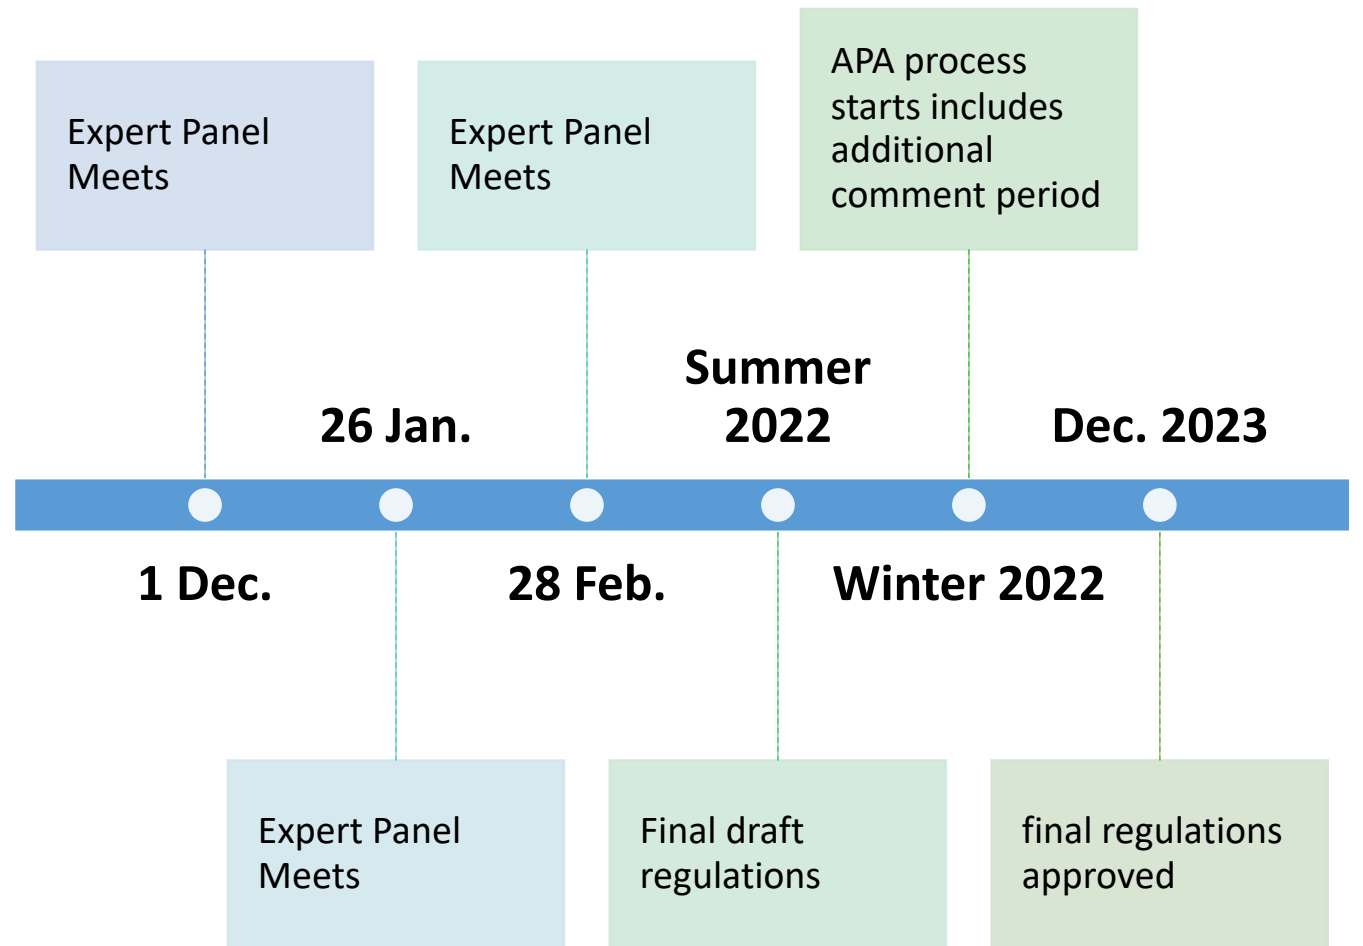 Expert Panel
Meets
Expert Panel
Meets
APA process
starts includes
additional
comment period
26 Jan.
Summer
2022
Dec. 2023
1 Dec.
28 Feb.
Winter 2022
Expert Panel
Meets
Final draft
regulations
final regulations
approved